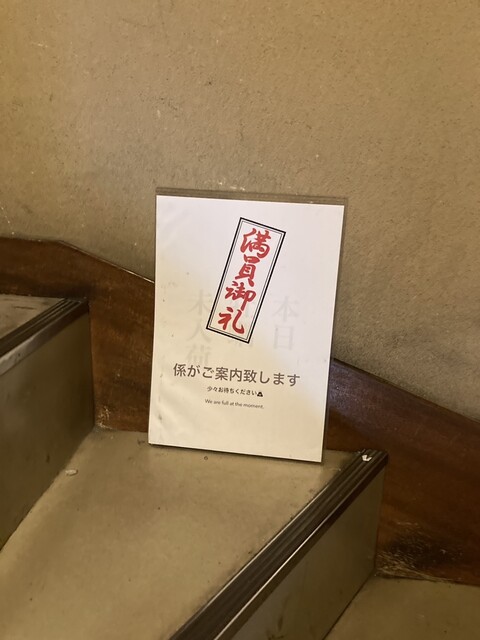 満員御礼
係がご案内致します
少々お待ちください
We are full at the moment.